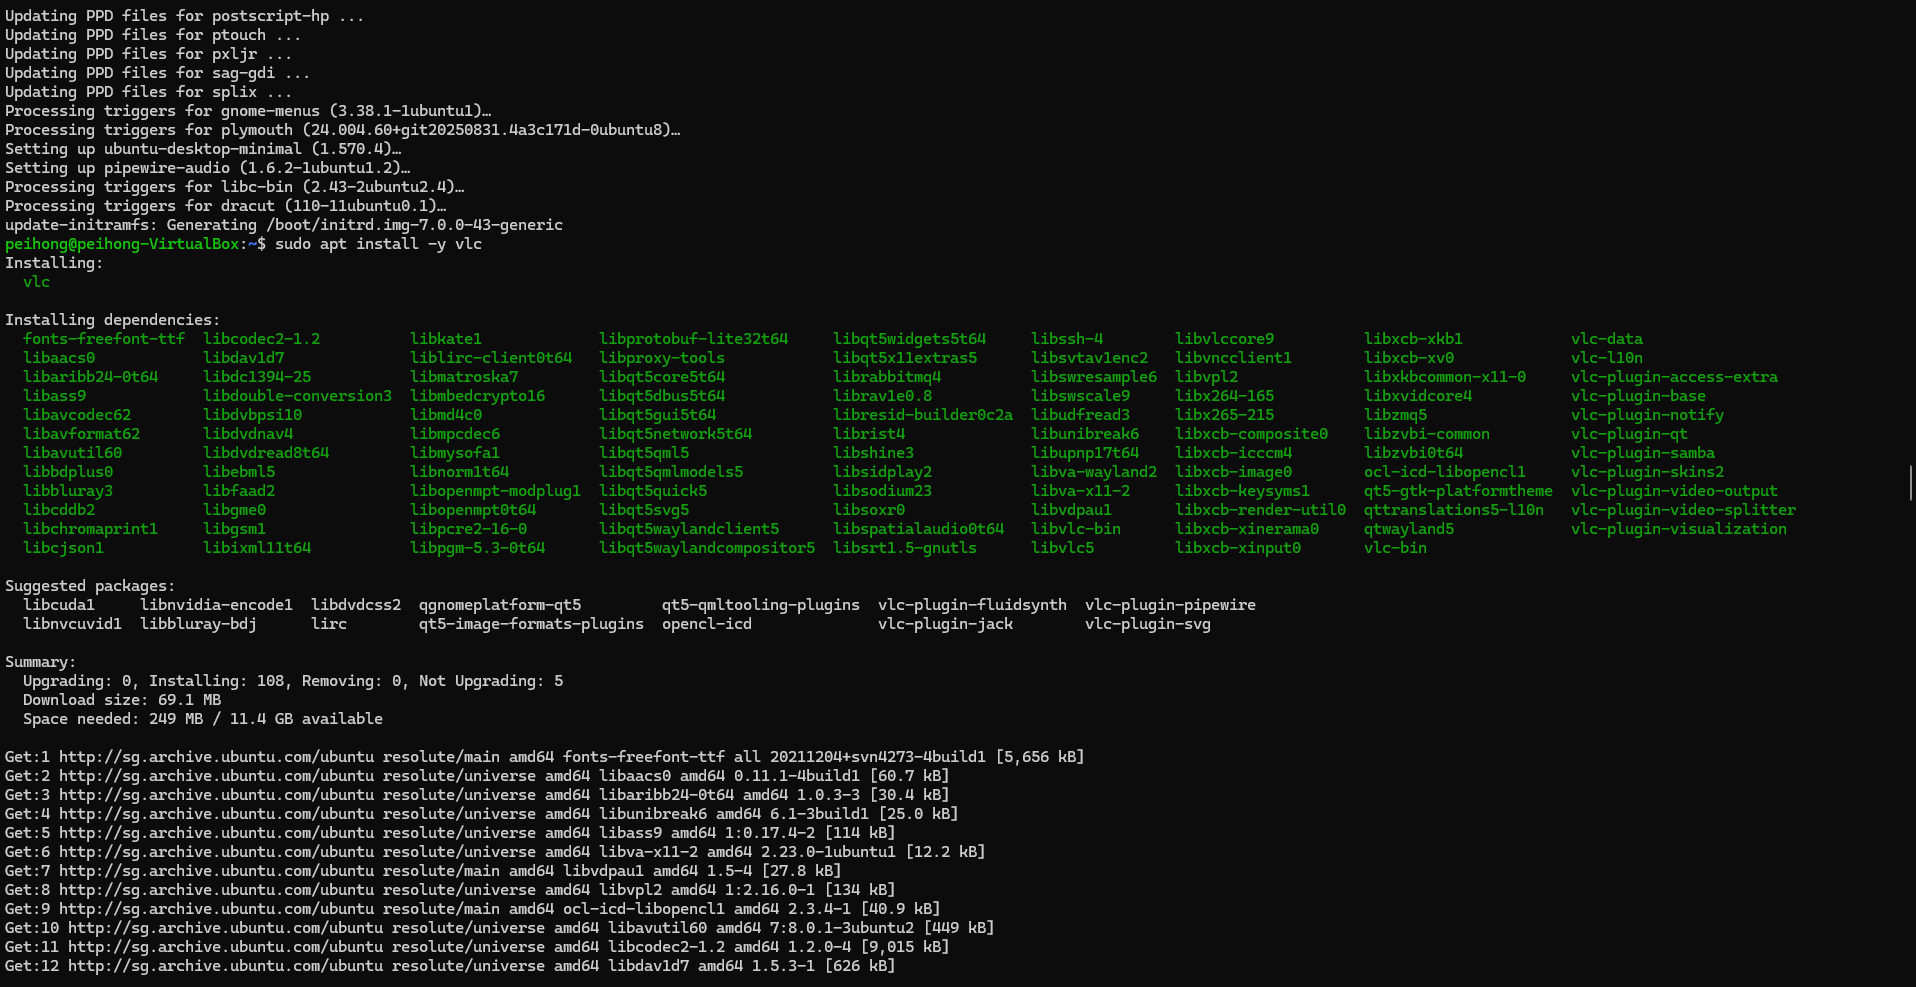 Updating PPD files for postscript-hp ...
Updating PPD files for ptouch ...
Updating PPD files for pxljr ...
Updating PPD files for sag-gdi ...
Updating PPD files for splix ...
Processing triggers for gnome-menus (3.38.1-1ubuntu1)…
Processing triggers for plymouth (24.004.60+git20250831.4a3c171d-0ubuntu8)…
Setting up ubuntu-desktop-minimal (1.570.4)…
Setting up pipewire-audio (1.6.2-1ubuntu1.2)…
Processing triggers for libc-bin (2.43-2ubuntu2.4)…
Processing triggers for dracut (110-11ubuntu0.1)…
update-initramfs: Generating /boot/initrd.img-7.0.0-43-generic
peihong@peihong-VirtualBox:~$ sudo apt install -y vlc
Installing:
  vlc

Installing dependencies:
  fonts-freefont-ttf  libcodec2-1.2  libkate1  libprotobuf-lite32t64  libqt5widgets5t64  libssh-4  libvlccore9  libxcb-xkb1  vlc-data
  libaacs0  libdav1d7  liblirc-client0t64  libproxy-tools  libqt5x11extras5  libsvtav1enc2  libvncclient1  libxcb-xv0  vlc-l10n
  libaribb24-0t64  libdc1394-25  libmatroska7  libqt5core5t64  librabbitmq4  libswresample6  libvpl2  libxkbcommon-x11-0  vlc-plugin-access-extra
  libass9  libdouble-conversion3  libmbedcrypto16  libqt5dbus5t64  librav1e0.8  libswscale9  libx264-165  libxvidcore4  vlc-plugin-base
  libavcodec62  libdvbpsi10  libmd4c0  libqt5gui5t64  libresid-builder0c2a  libudfread3  libx265-215  libzmq5  vlc-plugin-notify
  libavformat62  libdvdnav4  libmpcdec6  libqt5network5t64  librist4  libunibreak6  libxcb-composite0  libzvbi-common  vlc-plugin-qt
  libavutil60  libdvdread8t64  libmysofa1  libqt5qml5  libshine3  libupnp17t64  libxcb-icccm4  libzvbi0t64  vlc-plugin-samba
  libbdplus0  libebml5  libnorm1t64  libqt5qmlmodels5  libsidplay2  libva-wayland2  libxcb-image0  ocl-icd-libopencl1  vlc-plugin-skins2
  libbluray3  libfaad2  libopenmpt-modplug1  libqt5quick5  libsodium23  libva-x11-2  libxcb-keysyms1  qt5-gtk-platformtheme  vlc-plugin-video-output
  libcddb2  libgme0  libopenmpt0t64  libqt5svg5  libsoxr0  libvdpau1  libxcb-render-util0  qttranslations5-l10n  vlc-plugin-video-splitter
  libchromaprint1  libgsm1  libpcre2-16-0  libqt5waylandclient5  libspatialaudio0t64  libvlc-bin  libxcb-xinerama0  qtwayland5  vlc-plugin-visualization
  libcjson1  libixml11t64  libpgm-5.3-0t64  libqt5waylandcompositor5  libsrt1.5-gnutls  libvlc5  libxcb-xinput0  vlc-bin

Suggested packages:
  libcuda1  libnvidia-encode1  libdvdcss2  qgnomeplatform-qt5  qt5-qmltooling-plugins  vlc-plugin-fluidsynth  vlc-plugin-pipewire
  libnvcuvid1  libbluray-bdj  lirc  qt5-image-formats-plugins  opencl-icd  vlc-plugin-jack  vlc-plugin-svg

Summary:
  Upgrading: 0, Installing: 108, Removing: 0, Not Upgrading: 5
  Download size: 69.1 MB
  Space needed: 249 MB / 11.4 GB available

Get:1 http://sg.archive.ubuntu.com/ubuntu resolute/main amd64 fonts-freefont-ttf all 20211204+svn4273-4build1 [5,656 kB]
Get:2 http://sg.archive.ubuntu.com/ubuntu resolute/universe amd64 libaacs0 amd64 0.11.1-4build1 [60.7 kB]
Get:3 http://sg.archive.ubuntu.com/ubuntu resolute/universe amd64 libaribb24-0t64 amd64 1.0.3-3 [30.4 kB]
Get:4 http://sg.archive.ubuntu.com/ubuntu resolute/universe amd64 libunibreak6 amd64 6.1-3build1 [25.0 kB]
Get:5 http://sg.archive.ubuntu.com/ubuntu resolute/universe amd64 libass9 amd64 1:0.17.4-2 [114 kB]
Get:6 http://sg.archive.ubuntu.com/ubuntu resolute/universe amd64 libva-x11-2 amd64 2.23.0-1ubuntu1 [12.2 kB]
Get:7 http://sg.archive.ubuntu.com/ubuntu resolute/main amd64 libvdpau1 amd64 1.5-4 [27.8 kB]
Get:8 http://sg.archive.ubuntu.com/ubuntu resolute/universe amd64 libvpl2 amd64 1:2.16.0-1 [134 kB]
Get:9 http://sg.archive.ubuntu.com/ubuntu resolute/main amd64 ocl-icd-libopencl1 amd64 2.3.4-1 [40.9 kB]
Get:10 http://sg.archive.ubuntu.com/ubuntu resolute/universe amd64 libavutil60 amd64 7:8.0.1-3ubuntu2 [449 kB]
Get:11 http://sg.archive.ubuntu.com/ubuntu resolute/universe amd64 libcodec2-1.2 amd64 1.2.0-4 [9,015 kB]
Get:12 http://sg.archive.ubuntu.com/ubuntu resolute/universe amd64 libdav1d7 amd64 1.5.3-1 [626 kB]